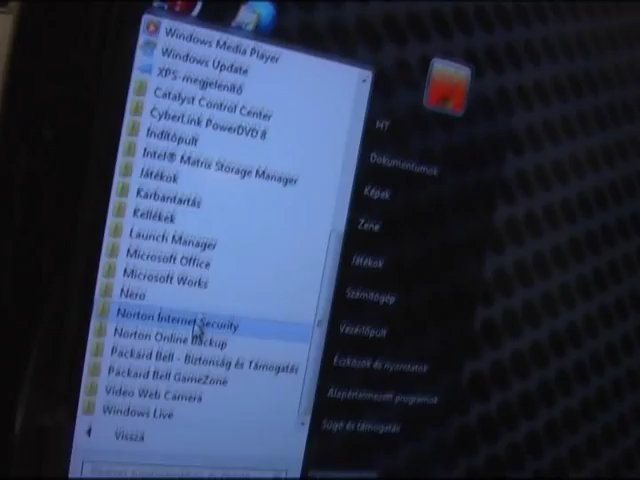 Windows Media Player
Windows Update
XPS-megjelenítő
Catalyst Control Center
CyberLink PowerDVD 8
Indítópult
Intel® Matrix Storage Manager
Játékok
Karbantartás
Kellékek
Launch Manager
Microsoft Office
Microsoft Works
Nero
Norton Internet Security
Norton Online Backup
Packard Bell - Biztonság és Támogatás
Packard Bell GameZone
Video Web Camera
Windows Live
Vissza
HT
Dokumentumok
Képek
Zene
Játékok
Számítógép
Vezérlőpult
Eszközök és nyomtatók
Alapértelmezett programok
Súgó és támogatás